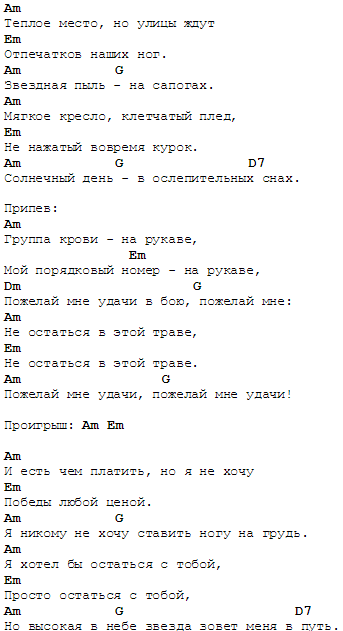 Am
Теплое место, но улицы ждут
Em
Отпечатков наших ног.
Am            G
Звездная пыль - на сапогах.
Am
Мягкое кресло, клетчатый плед,
Em
Не нажатый вовремя курок.
Am            G                D7
Солнечный день - в ослепительных снах.
Припев:
Am
Группа крови - на рукаве,
                Em
Мой порядковый номер - на рукаве,
Dm                      G
Пожелай мне удачи в бою, пожелай мне:
Am
Не остаться в этой траве,
Em
Не остаться в этой траве.
Am                  G
Пожелай мне удачи, пожелай мне удачи!
Проигрыш: Am Em
Am
И есть чем платить, но я не хочу
Em
Победы любой ценой.
Am            G
Я никому не хочу ставить ногу на грудь.
Am
Я хотел бы остаться с тобой,
Em
Просто остаться с тобой,
Am            G                      D7
Но высокая в небе звезда зовет меня в путь.